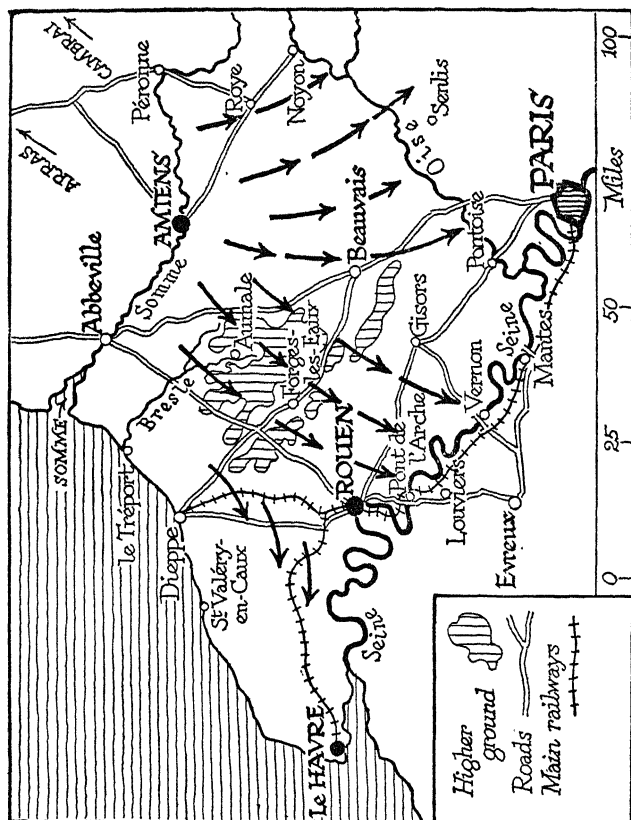 CAMBRAI
ARRAS
Péronne
Roye
Noyon
AMIENS
Somme
Abbeville
SOMME
Oise
Senlis
Beauvais
Bresle
Aumale
Forges-
les-Eaux
le Tréport
Dieppe
St Valéry-
en-Caux
ROUEN
Gisors
Pontoise
PARIS
Pont de
l'Arche
Vernon
Seine
Mantes
Louviers
Evreux
Seine
Le HAVRE
Higher
ground
Roads
Main railways
0
25
50
Miles
100